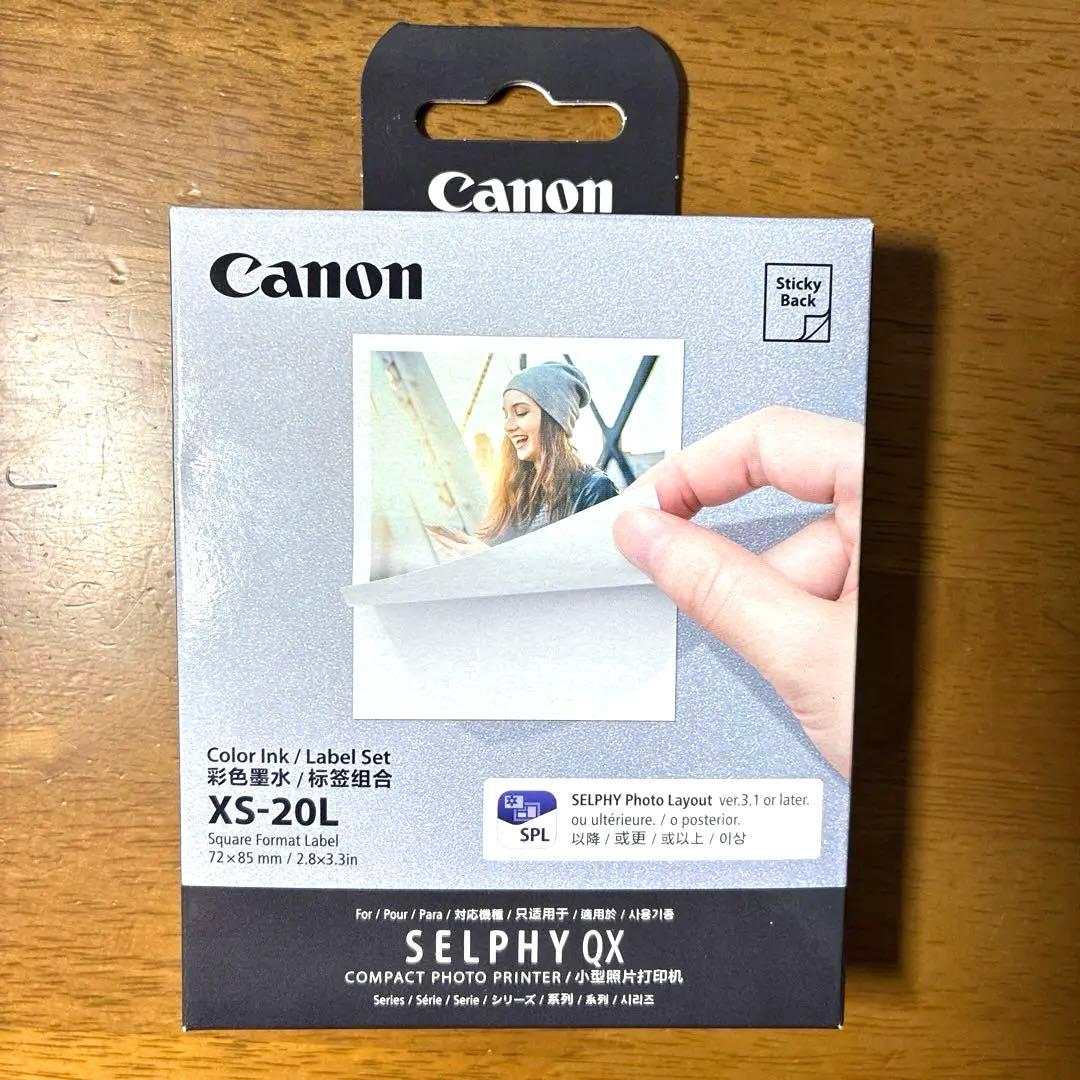 Canon
Canon
Sticky
Back
Color Ink / Label Set
彩色墨水 / 标签组合
XS-20L
Square Format Label
72×85 mm / 2.8×3.3in
SPL
SELPHY Photo Layout ver.3.1 or later.
ou ultérieure. / o posterior.
以降 / 或更 / 或以上 / 이상
For / Pour / Para / 対応機種 / 只适用于 / 適用於 / 사용기종
SELPHY QX
COMPACT PHOTO PRINTER / 小型照片打印机
Series / Série / Serie / シリーズ / 系列 / 系列 / 시리즈